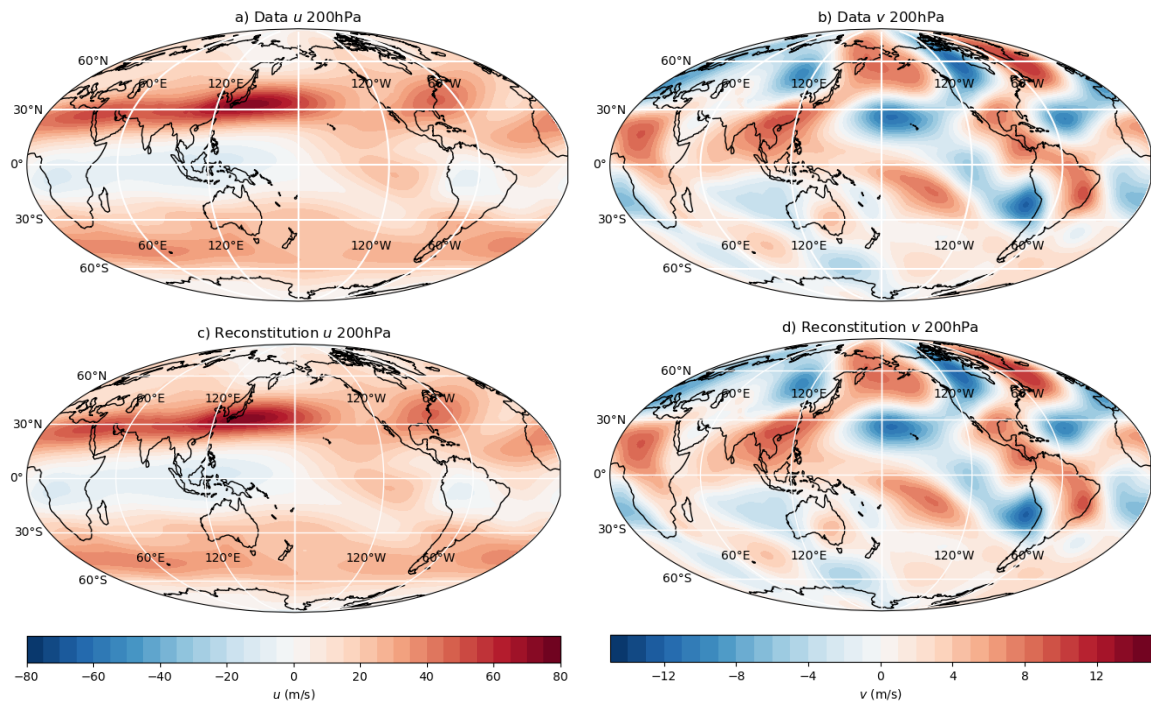 a) Data u 200hPa
60°N
60°E 120°E 120°W 60°W
30°N
0°
30°S
60°E 120°E 120°W 60°W
60°S
b) Data v 200hPa
60°N
60°E 120°E 120°W 60°W
30°N
0°
30°S
60°E 120°E 120°W 60°W
60°S
c) Reconstitution u 200hPa
60°N
60°E 120°E 120°W 60°W
30°N
0°
30°S
60°E 120°E 120°W 60°W
60°S
d) Reconstitution v 200hPa
60°N
60°E 120°E 120°W 60°W
30°N
0°
30°S
60°E 120°E 120°W 60°W
60°S
−80 −60 −40 −20 0 20 40 60 80
u (m/s)
−12 −8 −4 0 4 8 12
v (m/s)